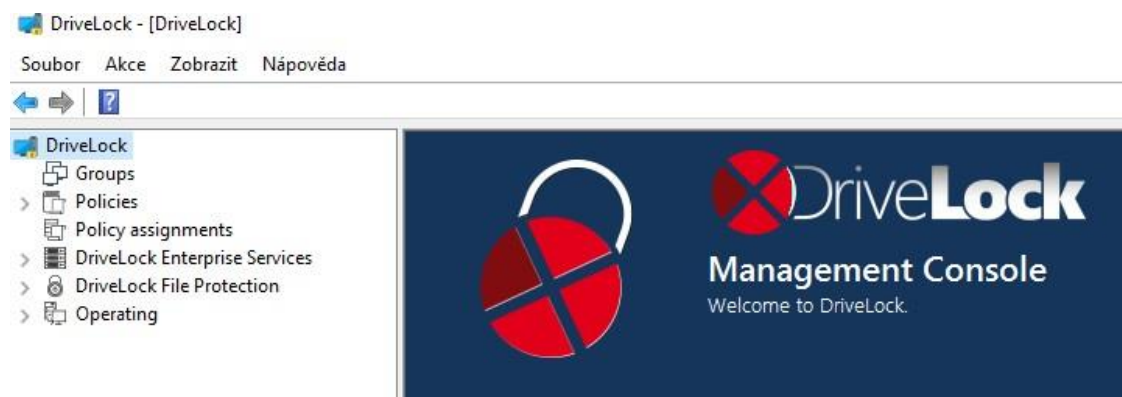 DriveLock - [DriveLock]
Soubor Akce Zobrazit Nápověda
?
DriveLock
Groups
Policies
Policy assignments
DriveLock Enterprise Services
DriveLock File Protection
Operating
DriveLock
Management Console
Welcome to DriveLock.